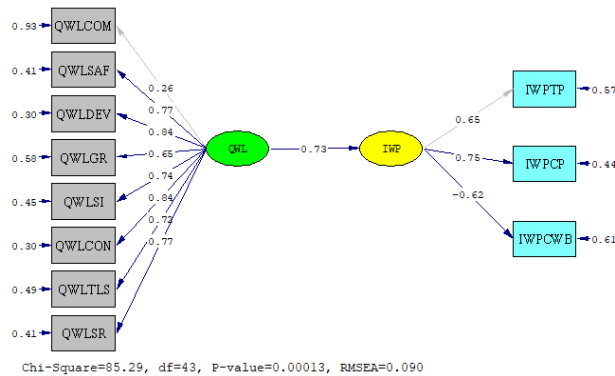 0.93 QWLCOM
0.41 QWLSAF
0.30 QWLDEV
0.58 QWLGR
0.45 QWLSI
0.30 QWLCON
0.49 QWLTLS
0.41 QWLSR
0.26
0.77
0.84
0.65
0.74
0.84
0.72
0.77
QWL
0.73
IWP
0.65
0.75
-0.62
IWPTP 0.57
IWPCP 0.44
IWPCWB 0.61
Chi-Square=85.29, df=43, P-value=0.00013, RMSEA=0.090